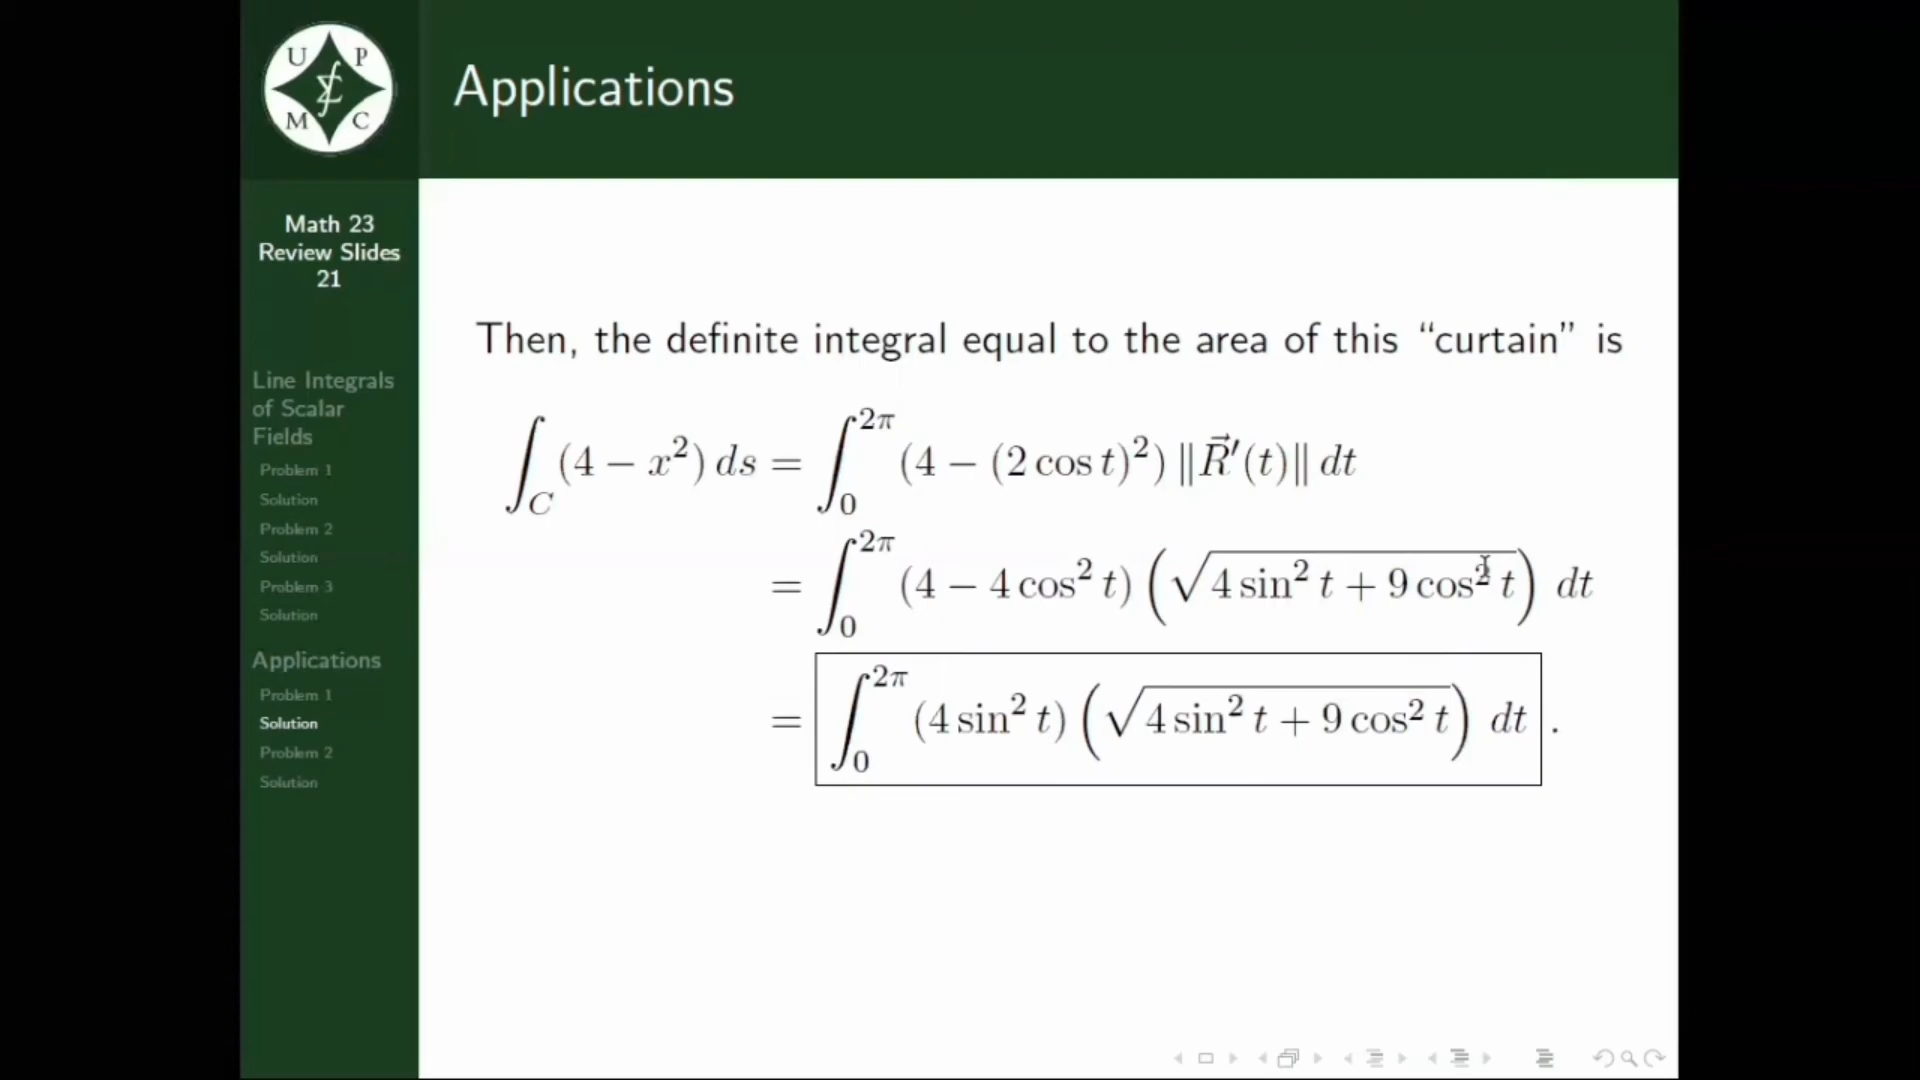 U P
M C
Applications
Math 23
Review Slides
21
Line Integrals
of Scalar
Fields
Problem 1
Solution
Problem 2
Solution
Problem 3
Solution
Applications
Problem 1
Solution
Problem 2
Solution
Then, the definite integral equal to the area of this “curtain” is
∫_C (4 − x²) ds = ∫_0^{2π} (4 − (2 cos t)²) ‖R⃗′(t)‖ dt
= ∫_0^{2π} (4 − 4 cos² t) (√(4 sin² t + 9 cos² t)) dt
= ∫_0^{2π} (4 sin² t) (√(4 sin² t + 9 cos² t)) dt .